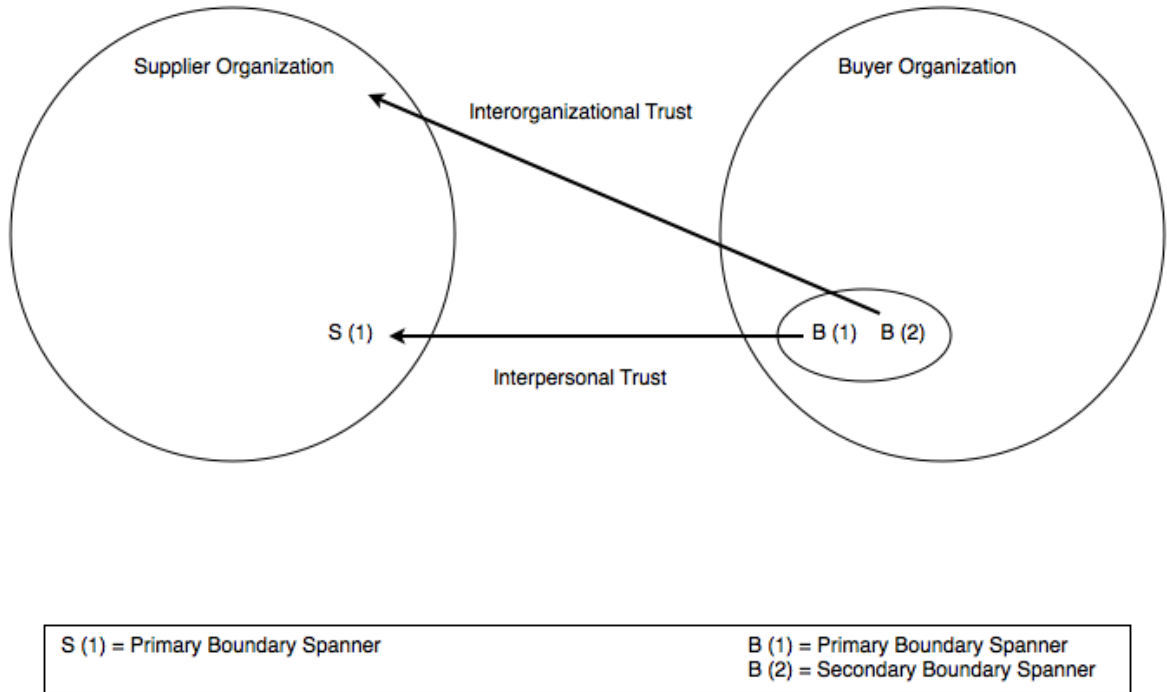 Supplier Organization
Buyer Organization
Interorganizational Trust
S (1)
B (1)
B (2)
Interpersonal Trust
S (1) = Primary Boundary Spanner
B (1) = Primary Boundary Spanner
B (2) = Secondary Boundary Spanner